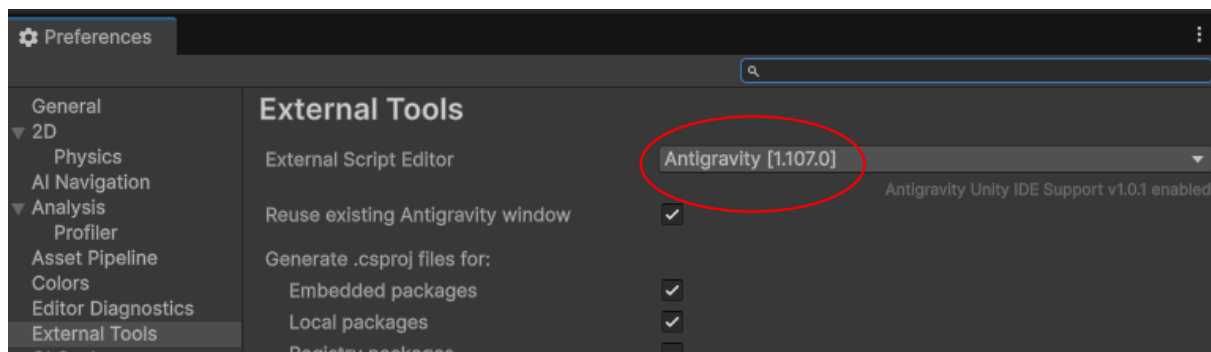 Preferences
General
2D
Physics
AI Navigation
Analysis
Profiler
Asset Pipeline
Colors
Editor Diagnostics
External Tools
External Tools
External Script Editor
Antigravity [1.107.0]
Antigravity Unity IDE Support v1.0.1 enabled
Reuse existing Antigravity window
Generate .csproj files for:
Embedded packages
Local packages